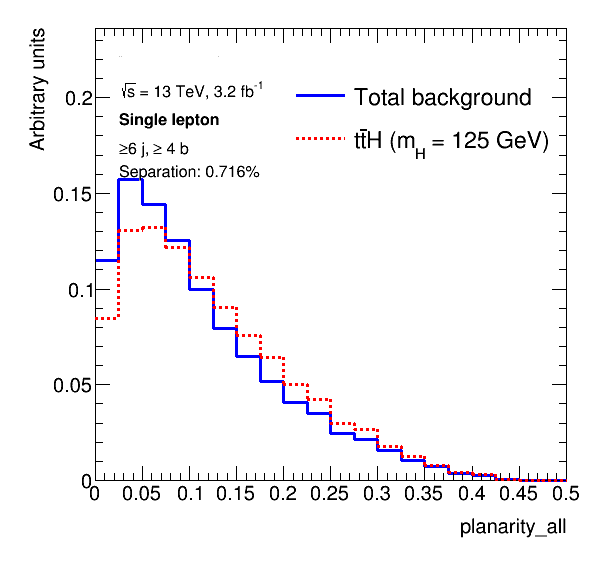 Arbitrary units
√s = 13 TeV, 3.2 fb⁻¹
Single lepton
≥6 j, ≥ 4 b
Separation: 0.716%
Total background
tt̄H (m_H = 125 GeV)
0.2
0.15
0.1
0.05
0
0 0.05 0.1 0.15 0.2 0.25 0.3 0.35 0.4 0.45 0.5
planarity_all